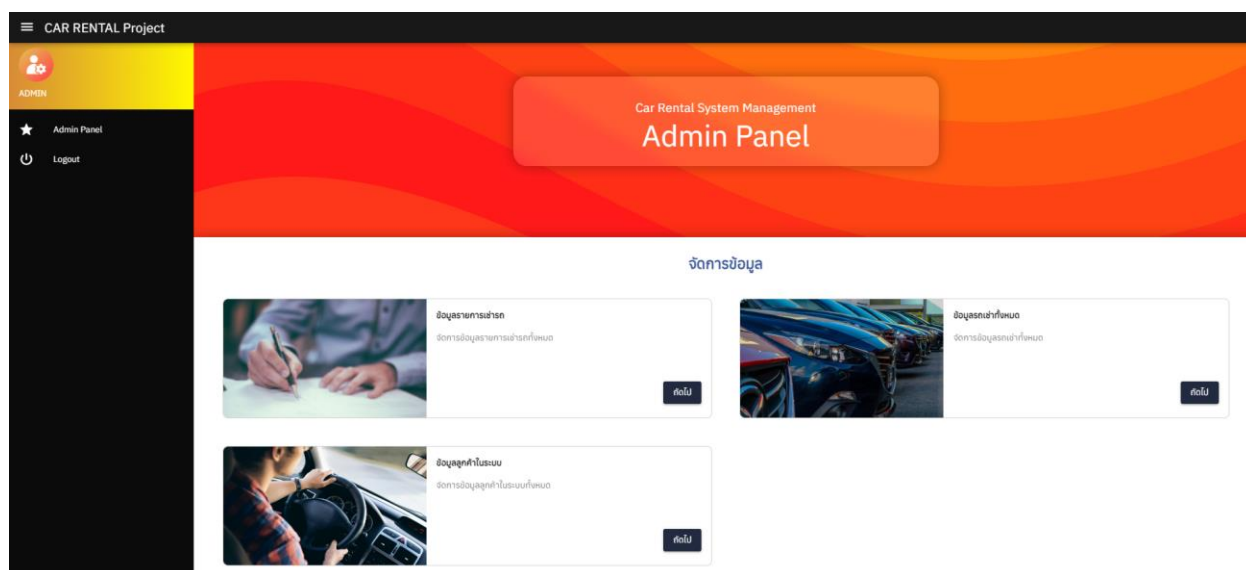 CAR RENTAL Project
ADMIN
Admin Panel
Logout
Car Rental System Management
Admin Panel
จัดการข้อมูล
ข้อมูลรายการเช่ารถ
จัดการข้อมูลรายการเช่ารถทั้งหมด
ถัดไป
ข้อมูลรถเช่าทั้งหมด
จัดการข้อมูลรถเช่าทั้งหมด
ถัดไป
ข้อมูลลูกค้าในระบบ
จัดการข้อมูลลูกค้าในระบบทั้งหมด
ถัดไป